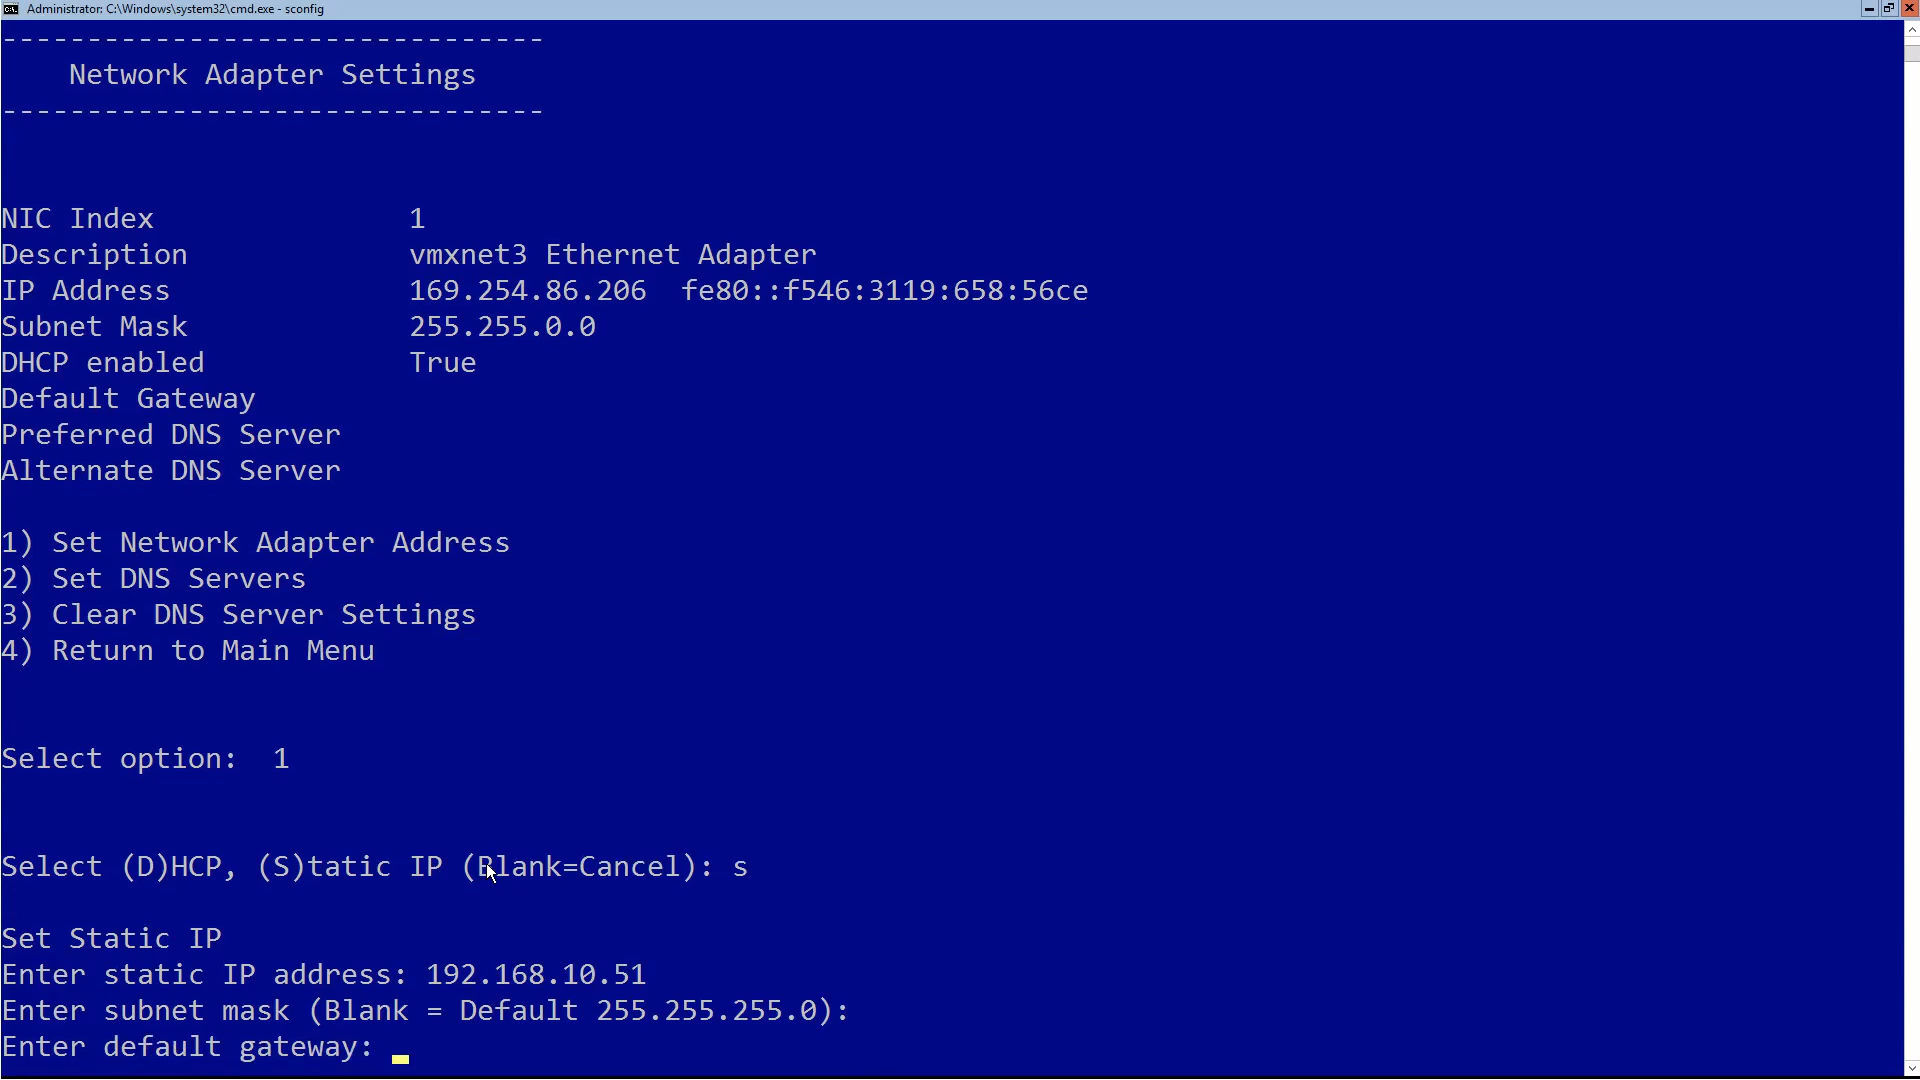 Administrator: C:\Windows\system32\cmd.exe - sconfig
--------------------------------
    Network Adapter Settings
--------------------------------
NIC Index               1
Description             vmxnet3 Ethernet Adapter
IP Address              169.254.86.206  fe80::f546:3119:658:56ce
Subnet Mask             255.255.0.0
DHCP enabled            True
Default Gateway
Preferred DNS Server
Alternate DNS Server
1) Set Network Adapter Address
2) Set DNS Servers
3) Clear DNS Server Settings
4) Return to Main Menu
Select option:  1
Select (D)HCP, (S)tatic IP (Blank=Cancel): s
Set Static IP
Enter static IP address: 192.168.10.51
Enter subnet mask (Blank = Default 255.255.255.0):
Enter default gateway: